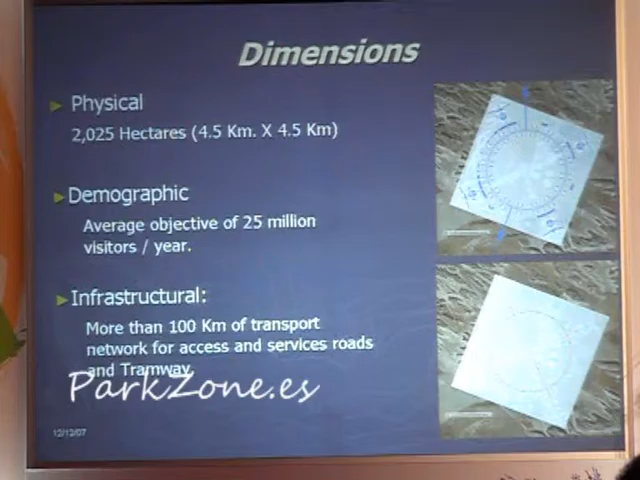 Dimensions
Physical
2,025 Hectares (4.5 Km. X 4.5 Km)
Demographic
Average objective of 25 million
visitors / year.
Infrastructural:
More than 100 Km of transport
network for access and services roads
and Tramway.
ParkZone.es
12/12/07